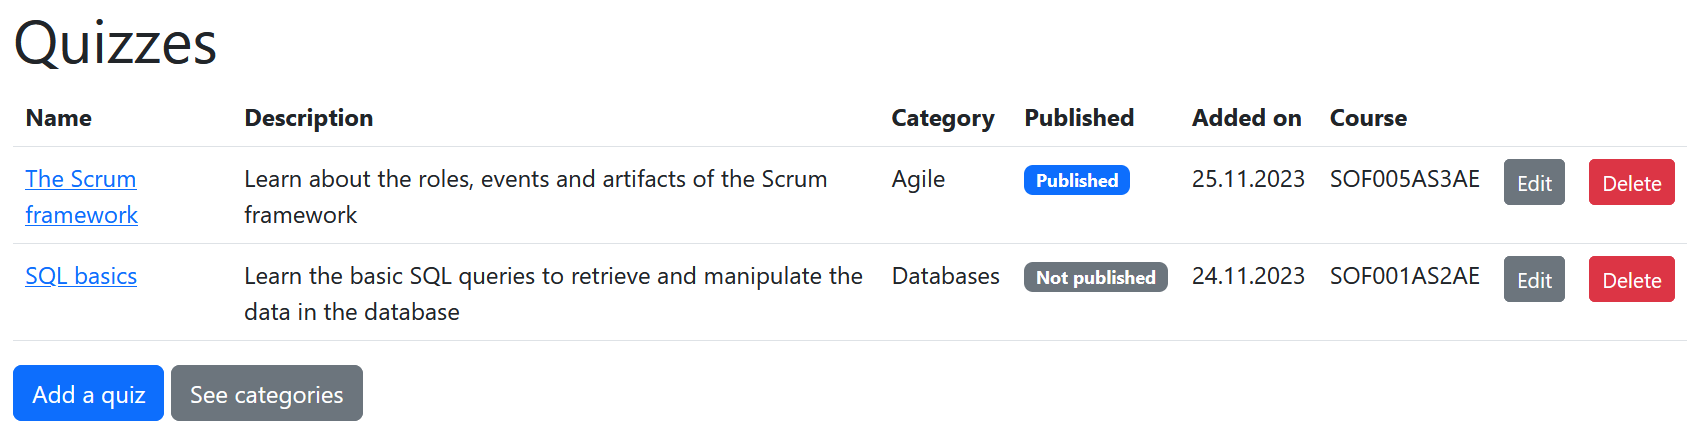 Quizzes
Name Description Category Published Added on Course
The Scrum Learn about the roles, events and artifacts of the Scrum Agile Published 25.11.2023 SOF005AS3AE Edit Delete
framework framework
SQL basics Learn the basic SQL queries to retrieve and manipulate the Databases Not published 24.11.2023 SOF001AS2AE Edit Delete
data in the database
Add a quiz See categories